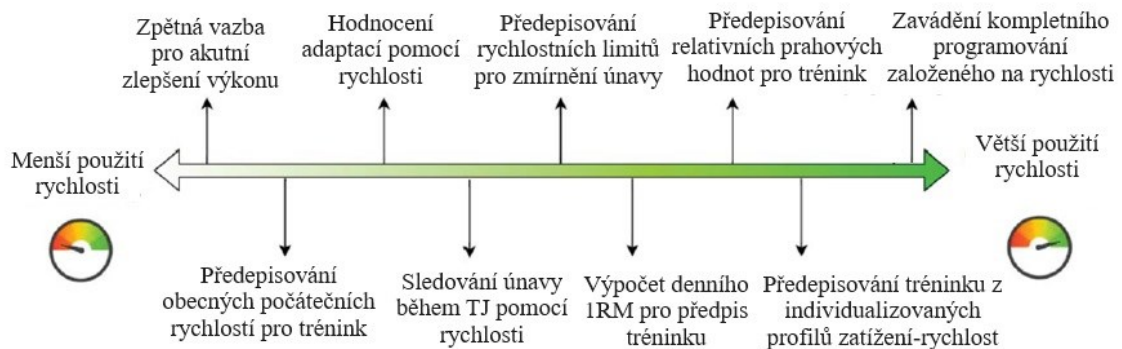 Zpětná vazba
pro akutní
zlepšení výkonu
Hodnocení
adaptací pomocí
rychlosti
Předepisování
rychlostních limitů
pro zmírnění únavy
Předepisování
relativních prahových
hodnot pro trénink
Zavádění kompletního
programování
založeného na rychlosti
Menší použití
rychlosti
Větší použití
rychlosti
Předepisování
obecných počátečních
rychlostí pro trénink
Sledování únavy
během TJ pomocí
rychlosti
Výpočet denního
1RM pro předpis
tréninku
Předepisování tréninku z
individualizovaných
profilů zatížení-rychlost